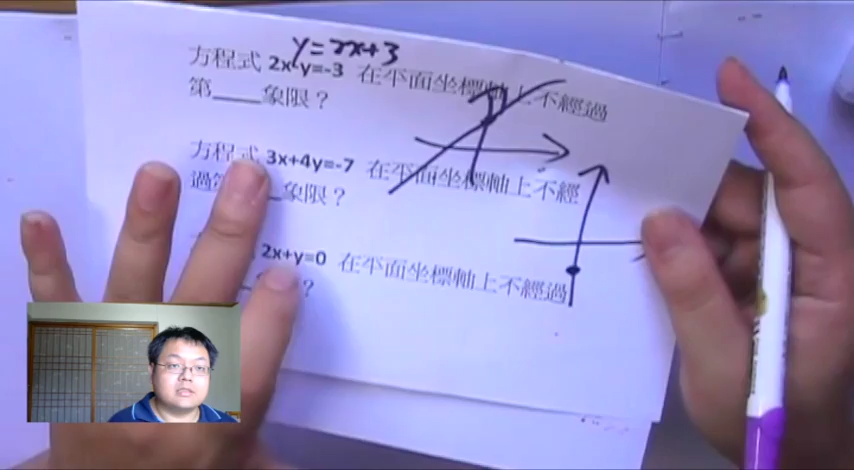 y=2x+3
方程式 2x-y=-3 在平面坐標軸上不經過
第____象限？
方程式 3x+4y=-7 在平面坐標軸上不經
過第_象限？
2x+y=0 在平面坐標軸上不經過
？